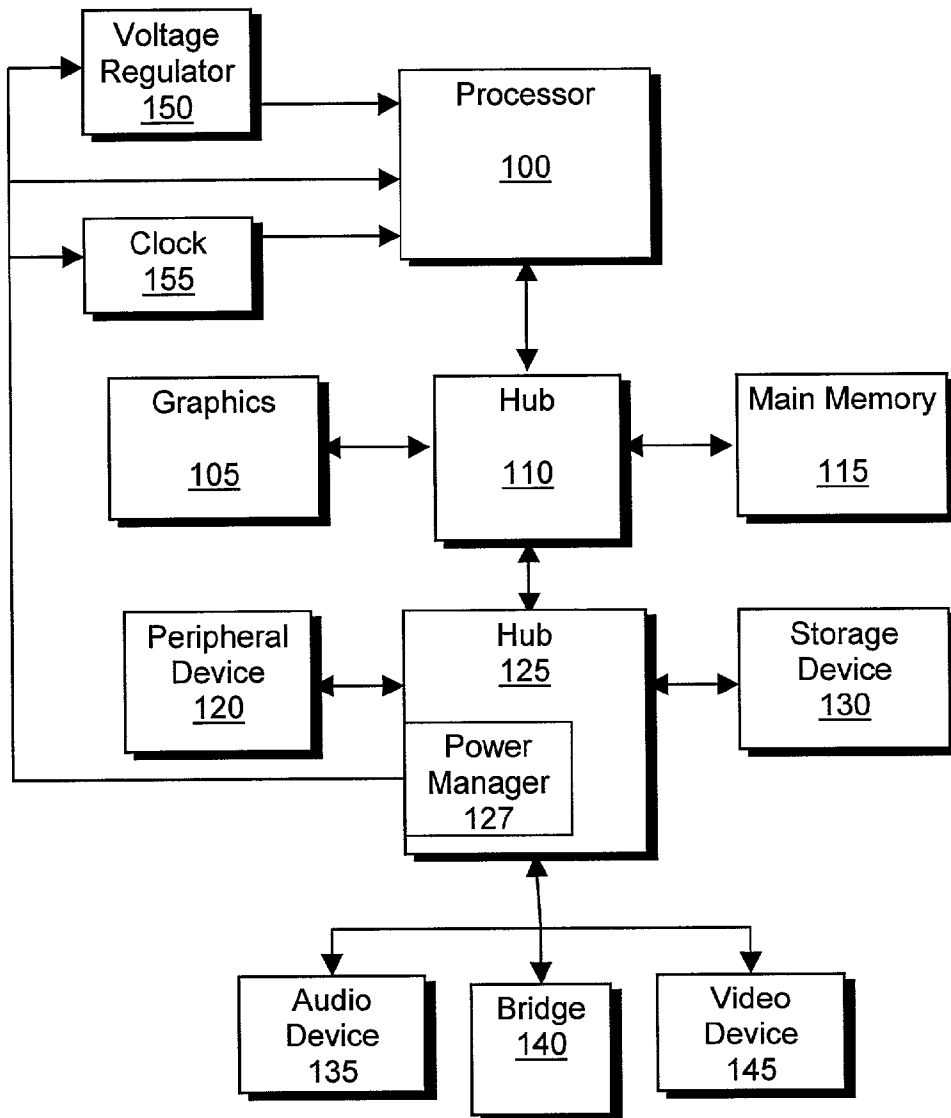 Voltage
Regulator
150
Processor
100
Clock
155
Graphics
105
Hub
110
Main Memory
115
Peripheral
Device
120
Hub
125
Storage
Device
130
Power
Manager
127
Audio
Device
135
Bridge
140
Video
Device
145